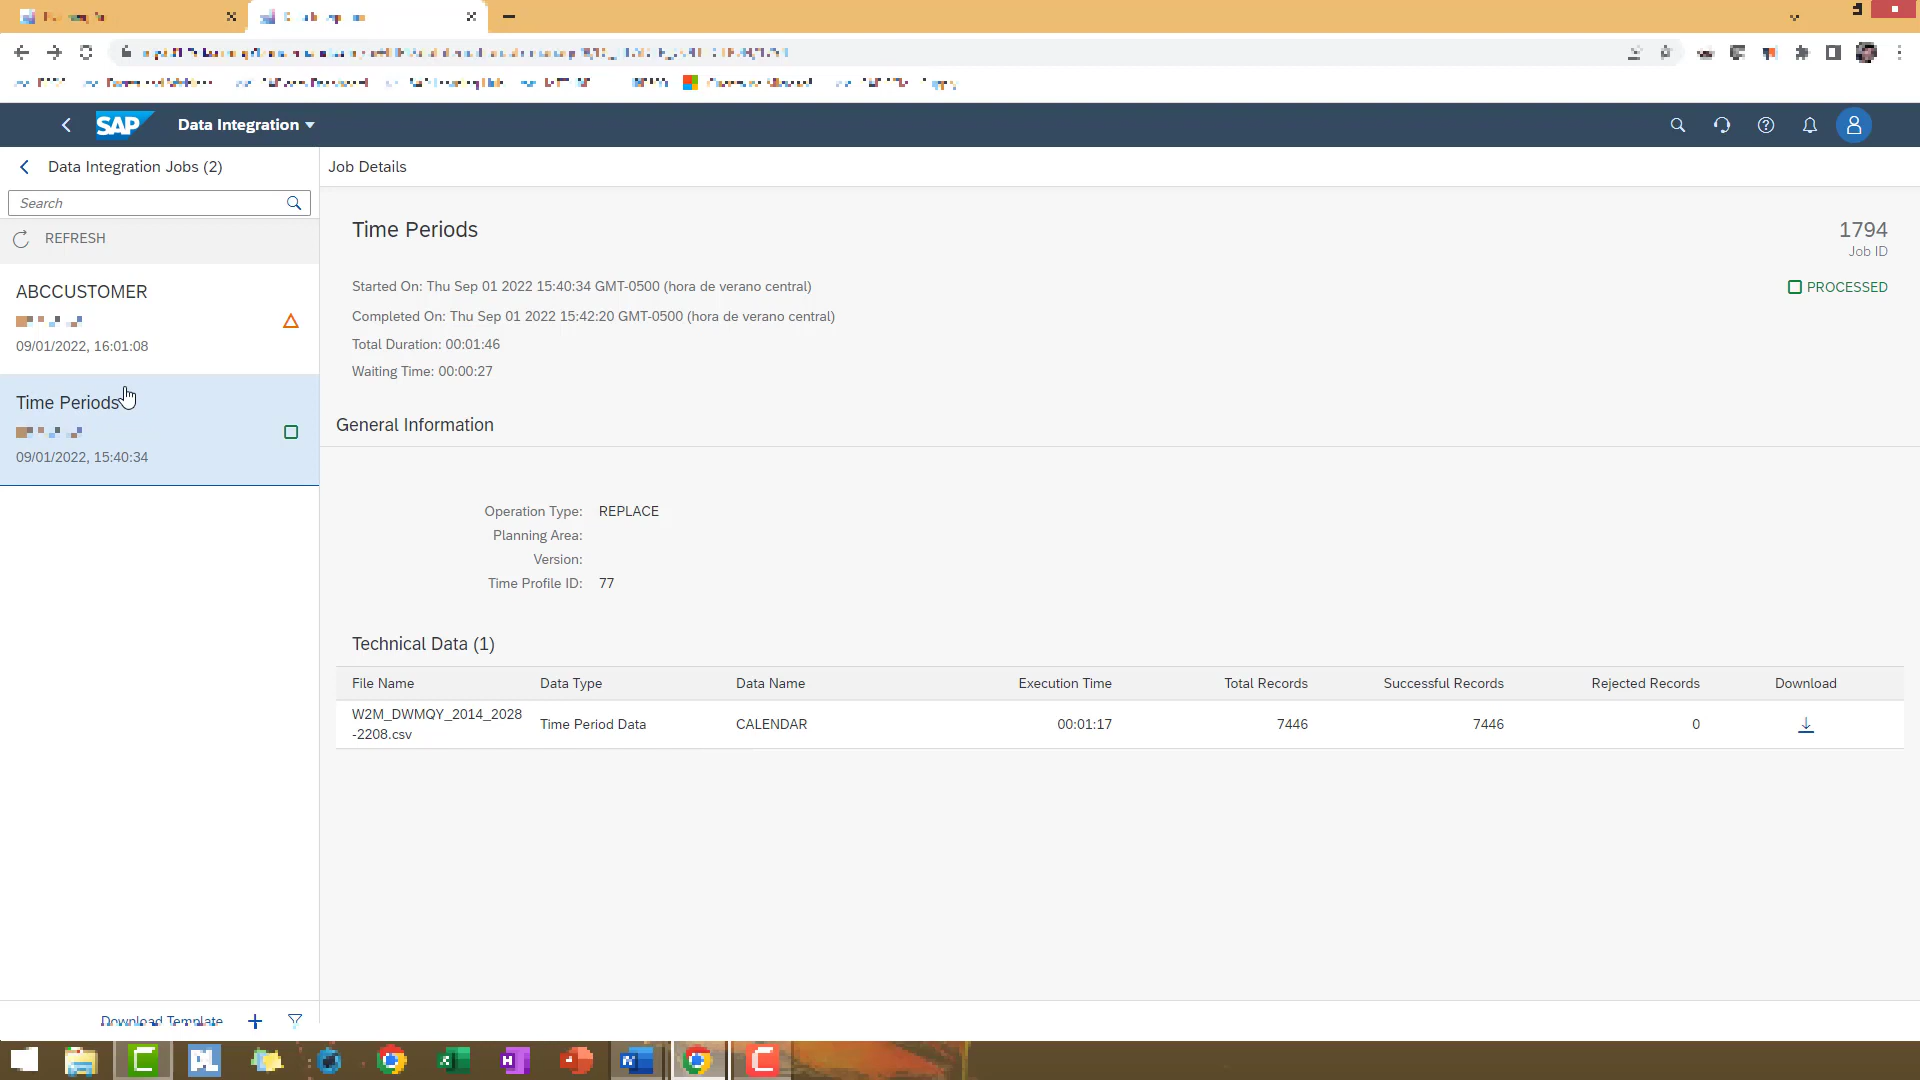 SAP
Data Integration
Data Integration Jobs (2)
Job Details
Search
REFRESH
Time Periods
1794
Job ID
Started On: Thu Sep 01 2022 15:40:34 GMT-0500 (hora de verano central)
PROCESSED
Completed On: Thu Sep 01 2022 15:42:20 GMT-0500 (hora de verano central)
Total Duration: 00:01:46
Waiting Time: 00:00:27
ABCCUSTOMER
09/01/2022, 16:01:08
Time Periods
09/01/2022, 15:40:34
General Information
Operation Type: REPLACE
Planning Area:
Version:
Time Profile ID: 77
Technical Data (1)
File Name Data Type Data Name Execution Time Total Records Successful Records Rejected Records Download
W2M_DWMQY_2014_2028
-2208.csv
Time Period Data CALENDAR 00:01:17 7446 7446 0
Download Template